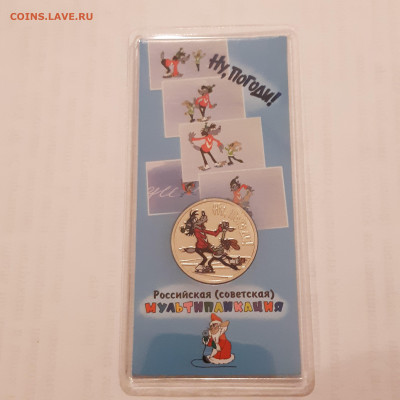 COINS.LAVE.RU
Ну, погоди!
Российская (советская)
мультипликация